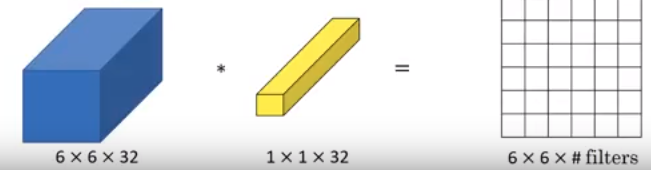 * =
6 × 6 × 32 1 × 1 × 32 6 × 6 × # filters